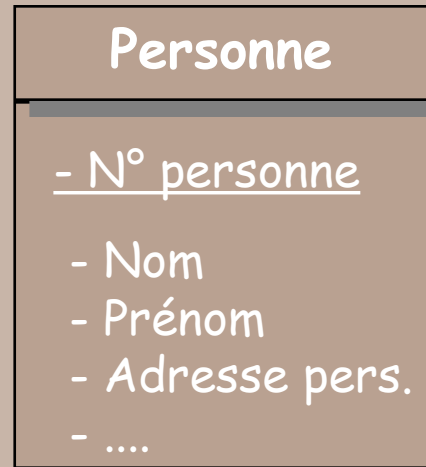 Personne
- N° personne
- Nom
- Prénom
- Adresse pers.
- ....